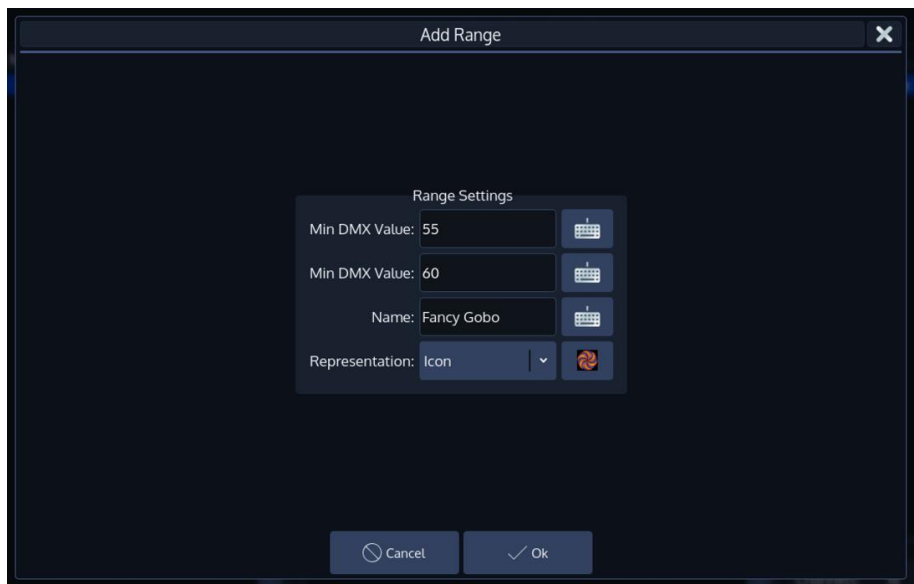 Add Range
Range Settings
Min DMX Value: 55
Min DMX Value: 60
Name: Fancy Gobo
Representation: Icon
Cancel Ok